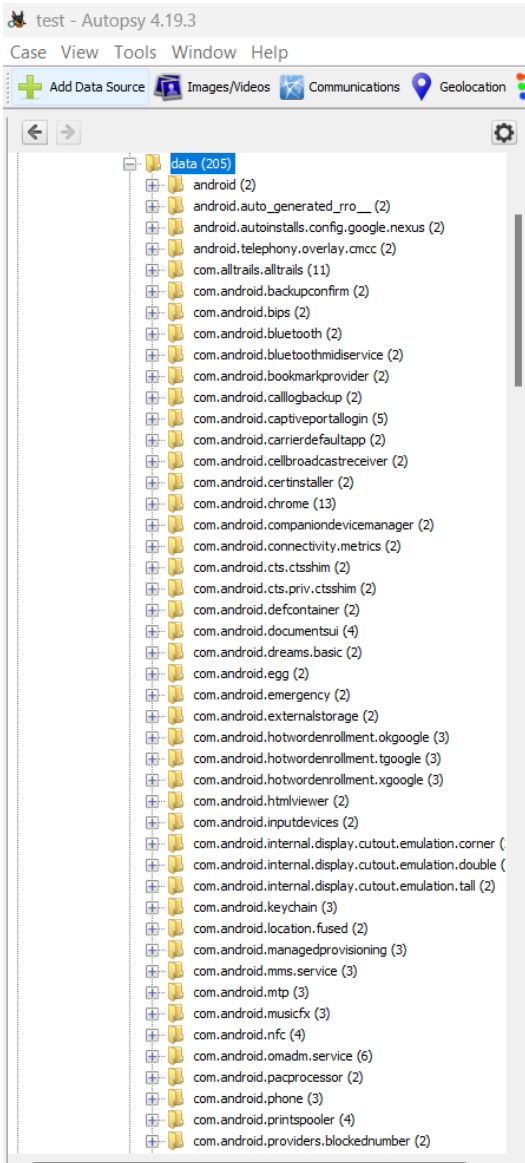 test - Autopsy 4.19.3
Case View Tools Window Help
Add Data Source Images/Videos Communications Geolocation
data (205)
android (2)
android.auto_generated_rro__ (2)
android.autoinstalls.config.google.nexus (2)
android.telephony.overlay.cmcc (2)
com.alltrails.alltrails (11)
com.android.backupconfirm (2)
com.android.bips (2)
com.android.bluetooth (2)
com.android.bluetoothmidiservice (2)
com.android.bookmarkprovider (2)
com.android.calllogbackup (2)
com.android.captiveportallogin (5)
com.android.carrierdefaultapp (2)
com.android.cellbroadcastreceiver (2)
com.android.certinstaller (2)
com.android.chrome (13)
com.android.companiondevicemanager (2)
com.android.connectivity.metrics (2)
com.android.cts.ctsshim (2)
com.android.cts.priv.ctsshim (2)
com.android.defcontainer (2)
com.android.documentsui (4)
com.android.dreams.basic (2)
com.android.egg (2)
com.android.emergency (2)
com.android.externalstorage (2)
com.android.hotwordenrollment.okgoogle (3)
com.android.hotwordenrollment.tgoogle (3)
com.android.hotwordenrollment.xgoogle (3)
com.android.htmlviewer (2)
com.android.inputdevices (2)
com.android.internal.display.cutout.emulation.corner (
com.android.internal.display.cutout.emulation.double (
com.android.internal.display.cutout.emulation.tall (2)
com.android.keychain (3)
com.android.location.fused (2)
com.android.managedprovisioning (3)
com.android.mms.service (3)
com.android.mtp (3)
com.android.musicfx (3)
com.android.nfc (4)
com.android.omadm.service (6)
com.android.pacprocessor (2)
com.android.phone (3)
com.android.printspooler (4)
com.android.providers.blockednumber (2)